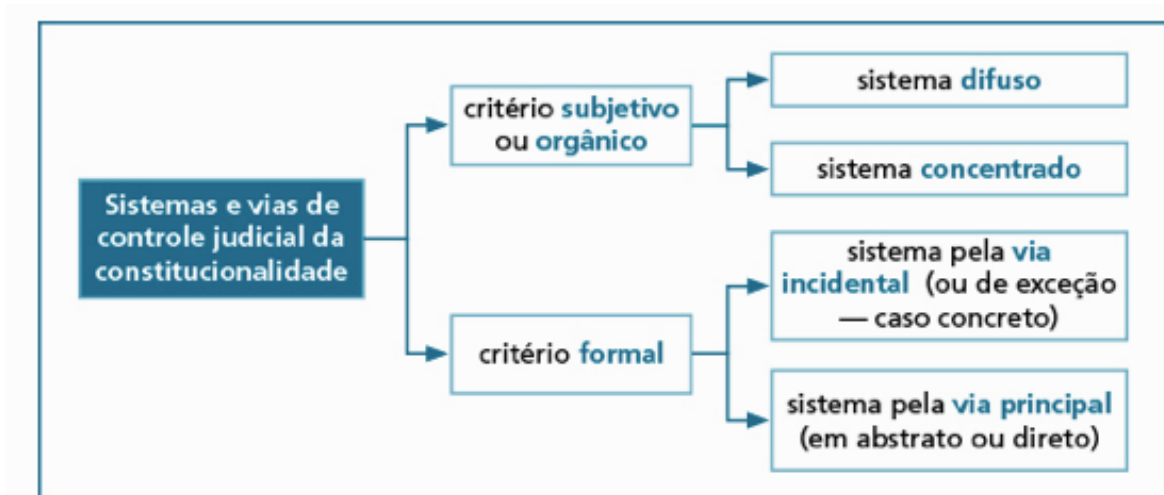 Sistemas e vias de
controle judicial da
constitucionalidade
critério subjetivo
ou orgânico
sistema difuso
sistema concentrado
critério formal
sistema pela via
incidental (ou de exceção
— caso concreto)
sistema pela via principal
(em abstrato ou direto)